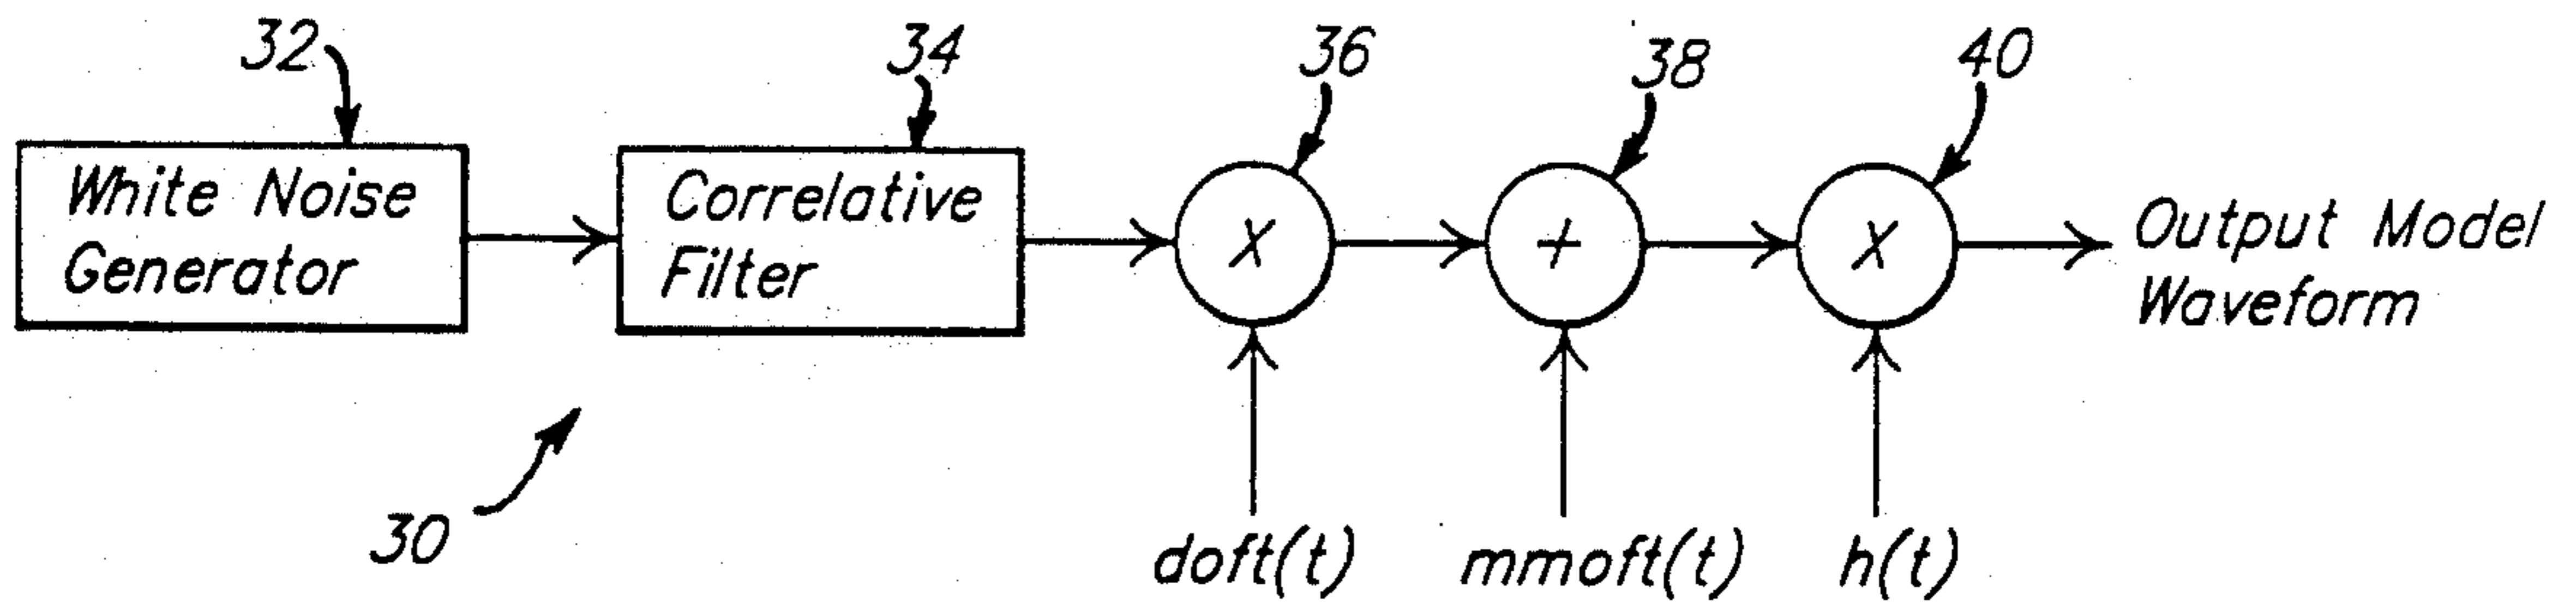 32
34
36
38
40
White Noise
Generator
Correlative
Filter
X
+
X
Output Model
Waveform
30
doft(t)
mmoft(t)
h(t)